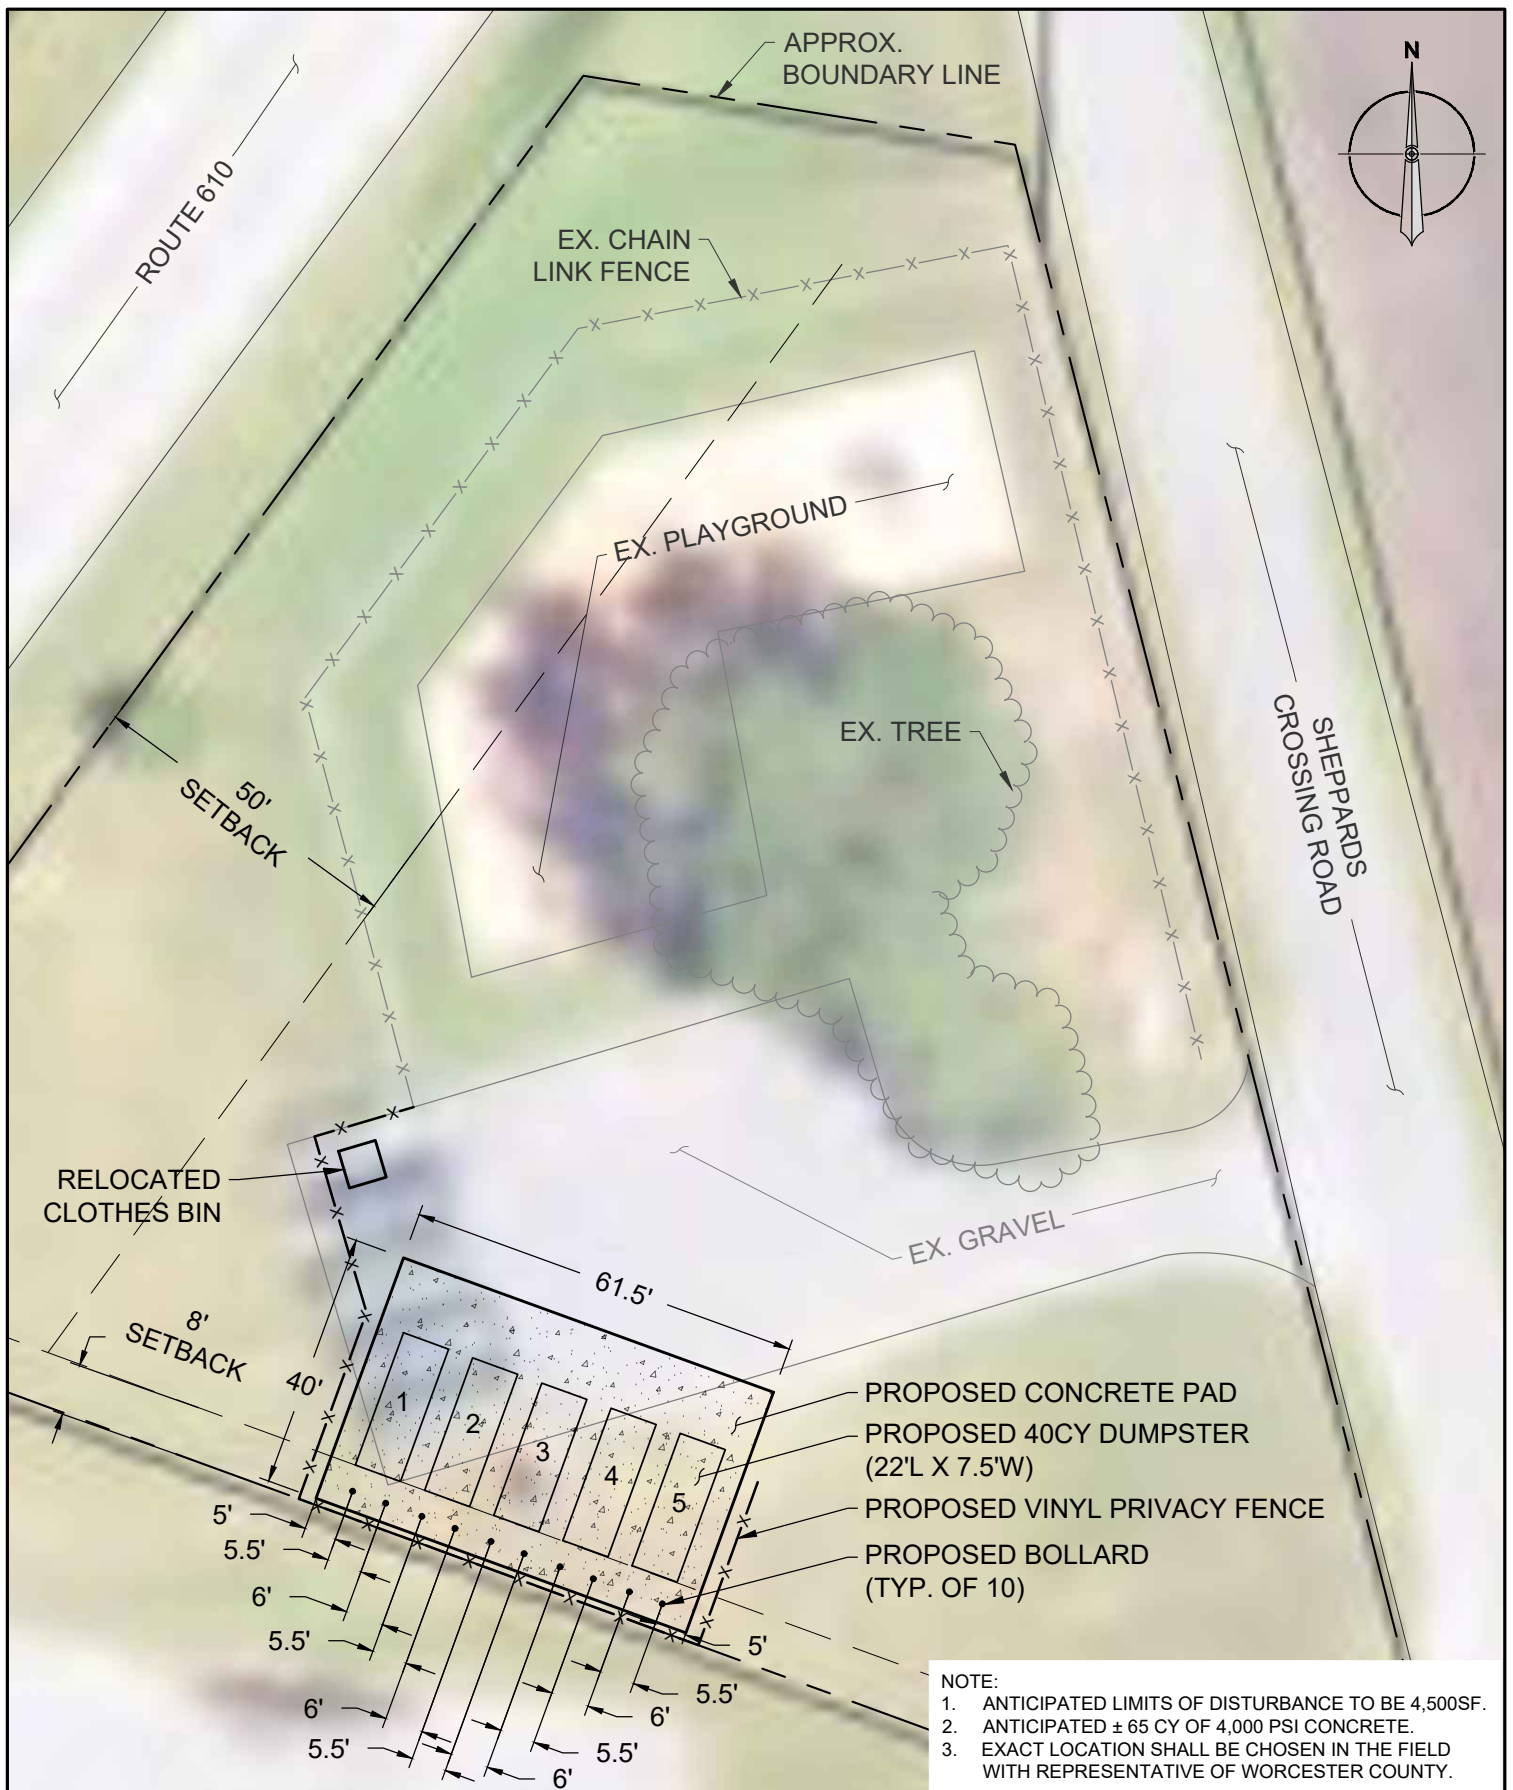 APPROX.
BOUNDARY LINE
N
ROUTE 610
EX. CHAIN
LINK FENCE
EX. PLAYGROUND
EX. TREE
SHEPPARDS
CROSSING ROAD
50'
SETBACK
RELOCATED
CLOTHES BIN
EX. GRAVEL
61.5'
8'
SETBACK
40'
1
2
3
4
5
PROPOSED CONCRETE PAD
PROPOSED 40CY DUMPSTER
(22'L X 7.5'W)
PROPOSED VINYL PRIVACY FENCE
PROPOSED BOLLARD
(TYP. OF 10)
5'
5.5'
6'
5.5'
6'
5.5'
6'
5.5'
6'
5.5'
5'
NOTE:
1. ANTICIPATED LIMITS OF DISTURBANCE TO BE 4,500SF.
2. ANTICIPATED ± 65 CY OF 4,000 PSI CONCRETE.
3. EXACT LOCATION SHALL BE CHOSEN IN THE FIELD
WITH REPRESENTATIVE OF WORCESTER COUNTY.